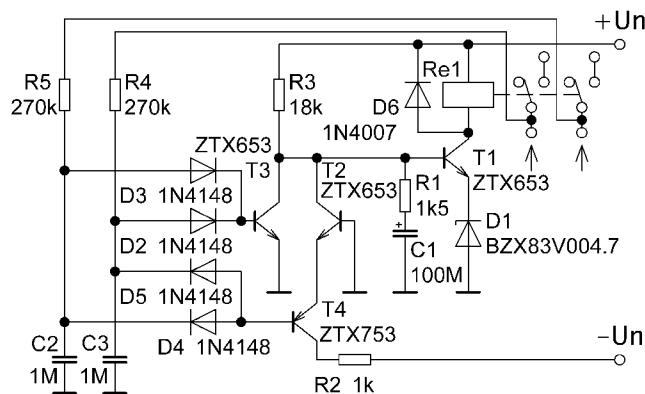 +Un
R5
270k
R4
270k
R3
18k
Re1
D6
1N4007
ZTX653
T3
T2
ZTX653
T1
ZTX653
D3 1N4148
R1
1k5
D1
BZX83V004.7
D2 1N4148
C1
100M
+
D5 1N4148
T4
ZTX753
D4 1N4148
C2
1M
C3
1M
-Un
R2 1k